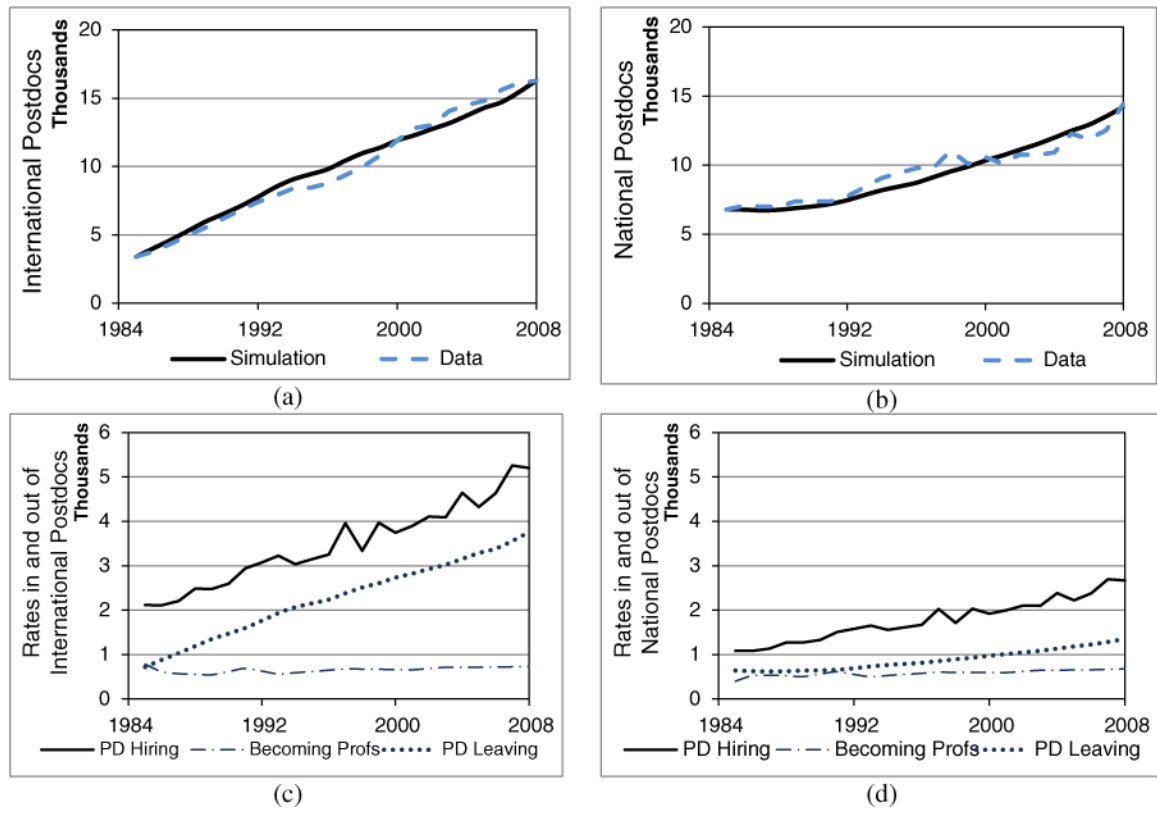 International Postdocs
Thousands
20
15
10
5
0
1984 1992 2000 2008
Simulation Data
(a)
National Postdocs
Thousands
20
15
10
5
0
1984 1992 2000 2008
Simulation Data
(b)
Rates in and out of
International Postdocs
Thousands
6
5
4
3
2
1
0
1984 1992 2000 2008
PD Hiring Becoming Profs PD Leaving
(c)
Rates in and out of
National Postdocs
Thousands
6
5
4
3
2
1
0
1984 1992 2000 2008
PD Hiring Becoming Profs PD Leaving
(d)